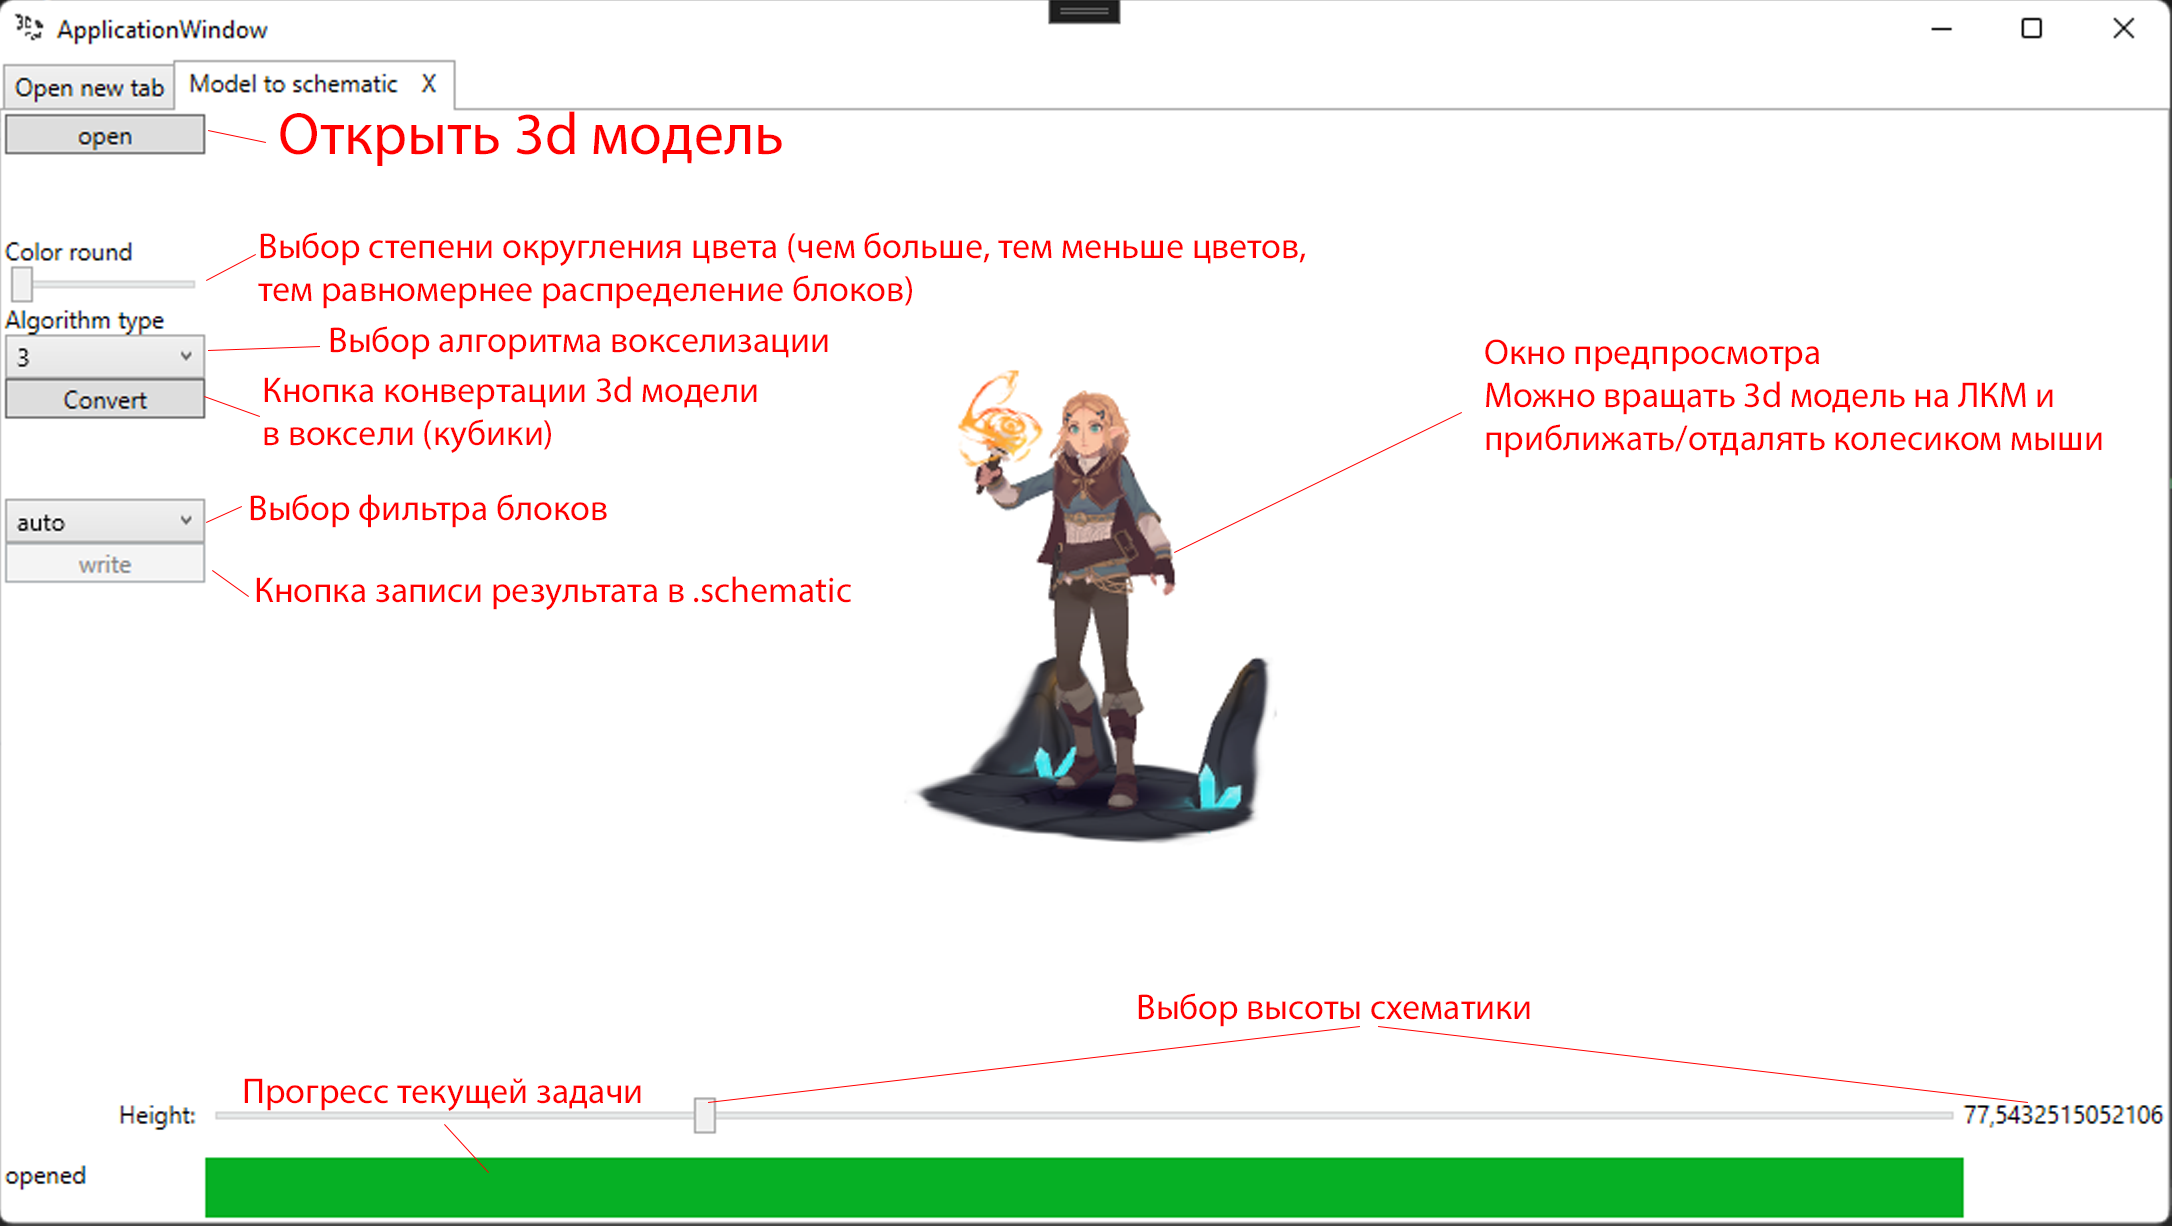 ApplicationWindow
Open new tab
Model to schematic X
open
Открыть 3d модель
Color round
Выбор степени округления цвета (чем больше, тем меньше цветов,
тем равномернее распределение блоков)
Algorithm type
3
Выбор алгоритма вокселизации
Convert
Кнопка конвертации 3d модели
в воксели (кубики)
Окно предпросмотра
Можно вращать 3d модель на ЛКМ и
приближать/отдалять колесиком мыши
auto
Выбор фильтра блоков
write
Кнопка записи результата в .schematic
Выбор высоты схематики
Прогресс текущей задачи
Height:
77,5432515052106
opened